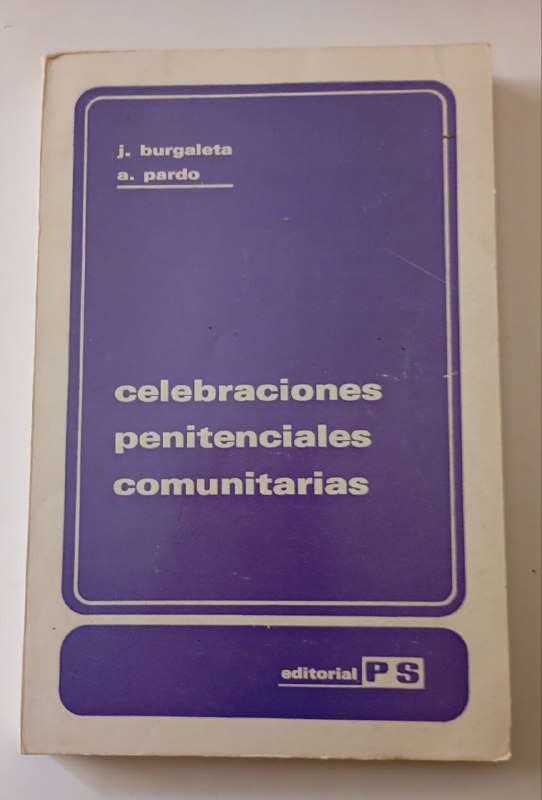 j. burgaleta
a. pardo
celebraciones
penitenciales
comunitarias
editorial PS